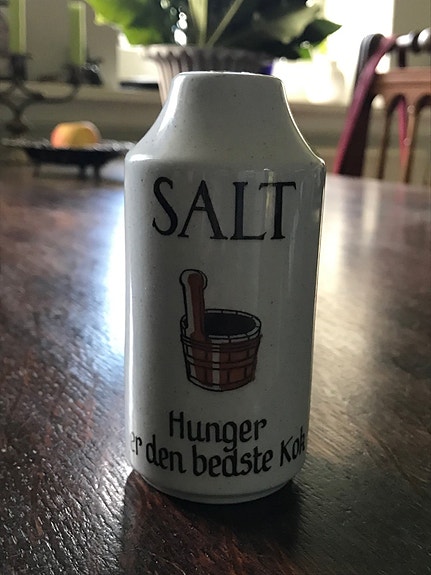 SALT
Hunger
er den bedste Kok